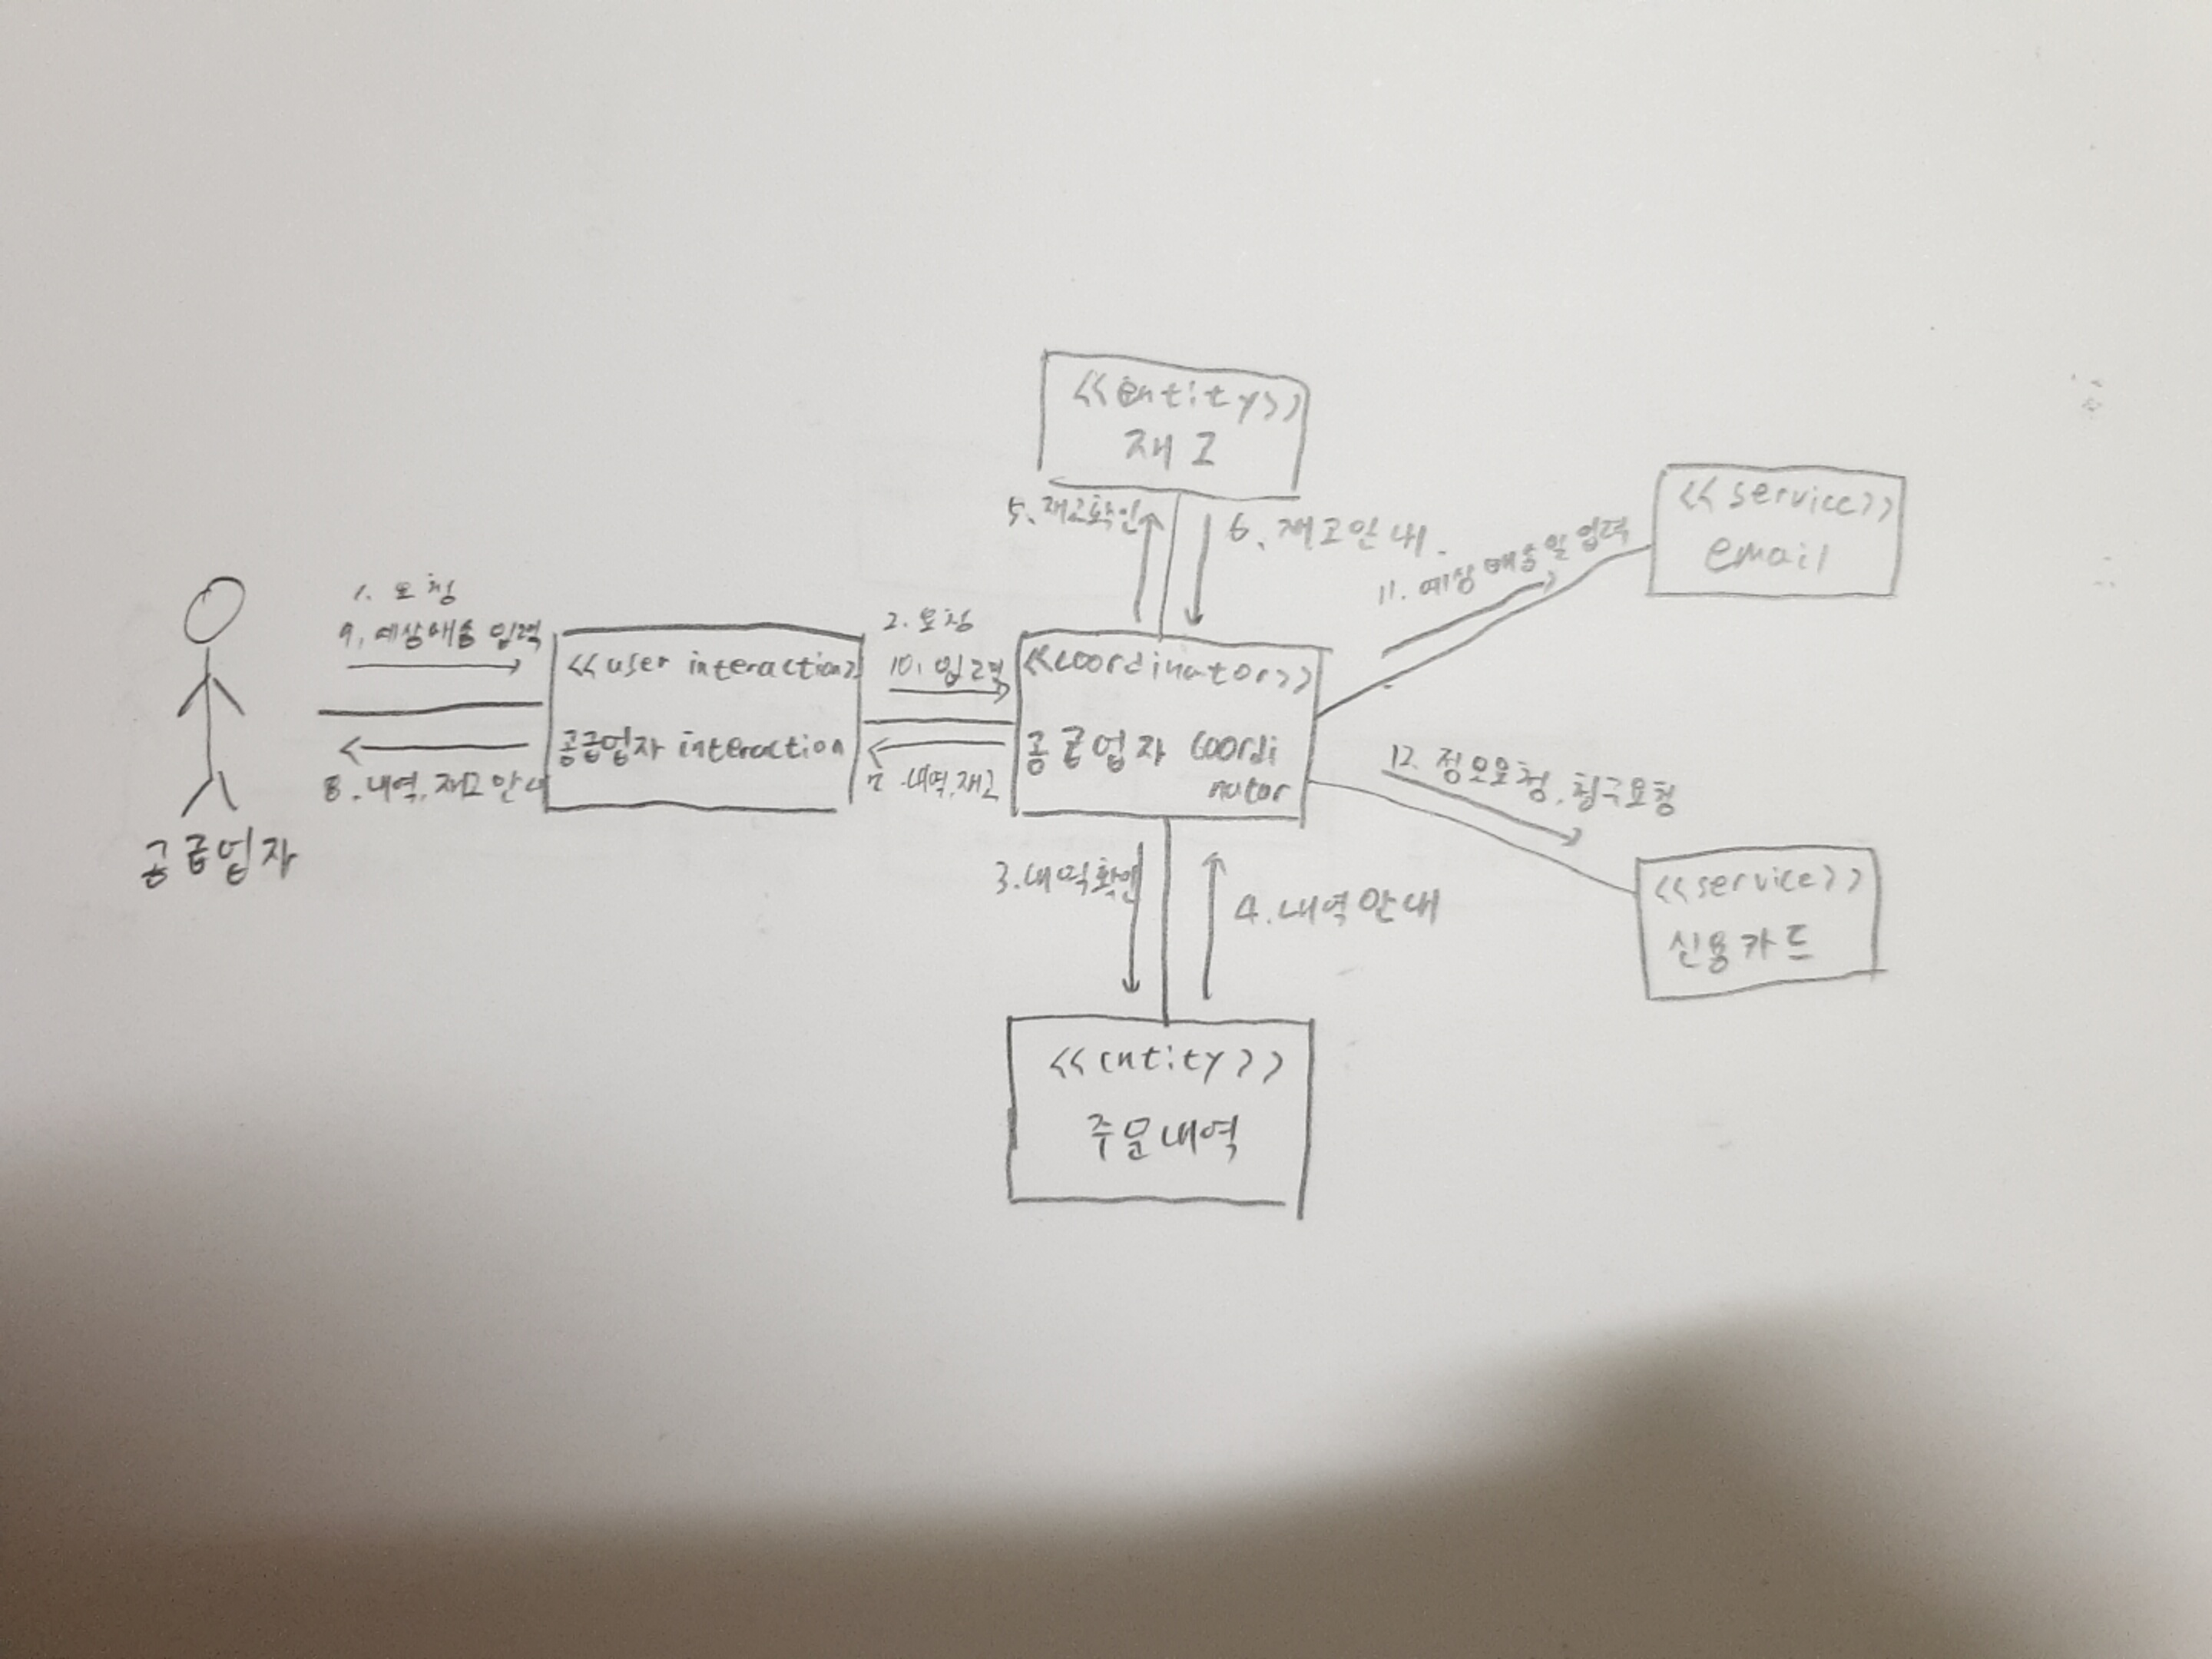 <<entity>>
재고
5. 재고확인
6. 재고안내.
<<service>>
email
11. 예상배송일 입력
1. 요청
9. 예상배송 입력
8. 내역, 재고 안내
공급업자
<<user interaction>>
공급업자 interaction
2. 요청
10. 입력
7. 내역, 재고
<<coordinator>>
공급업자 Coordi
nator
12. 정보요청, 청구요청
<<service>>
신용카드
3. 내역확인
4. 내역안내
<<entity>>
주문내역